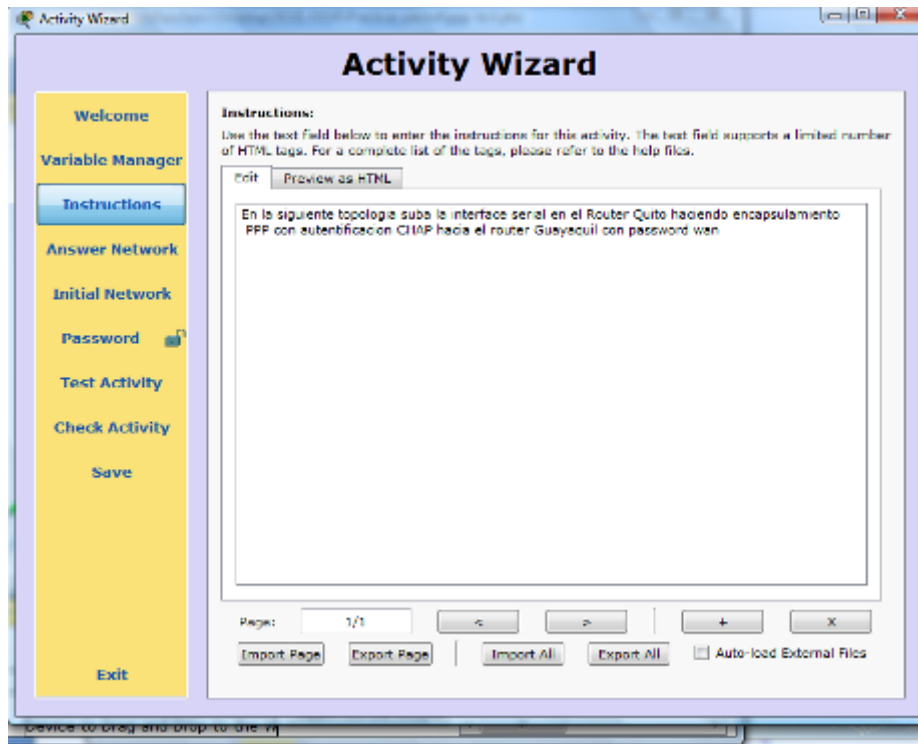 Activity Wizard
Activity Wizard
Welcome
Variable Manager
Instructions
Answer Network
Initial Network
Password
Test Activity
Check Activity
Save
Exit
Instructions:
Use the text field below to enter the instructions for this activity. The text field supports a limited number
of HTML tags. For a complete list of the tags, please refer to the help files.
Edit Preview as HTML
En la siguiente topologia suba la interface serial en el Router Quito haciendo encapsulamiento
PPP con autentificacion CHAP hacia el router Guayaquil con password wan
Page: 1/1 < > + X
Import Page Export Page Import All Export All Auto-load External Files
Device to Drag and Drop to the